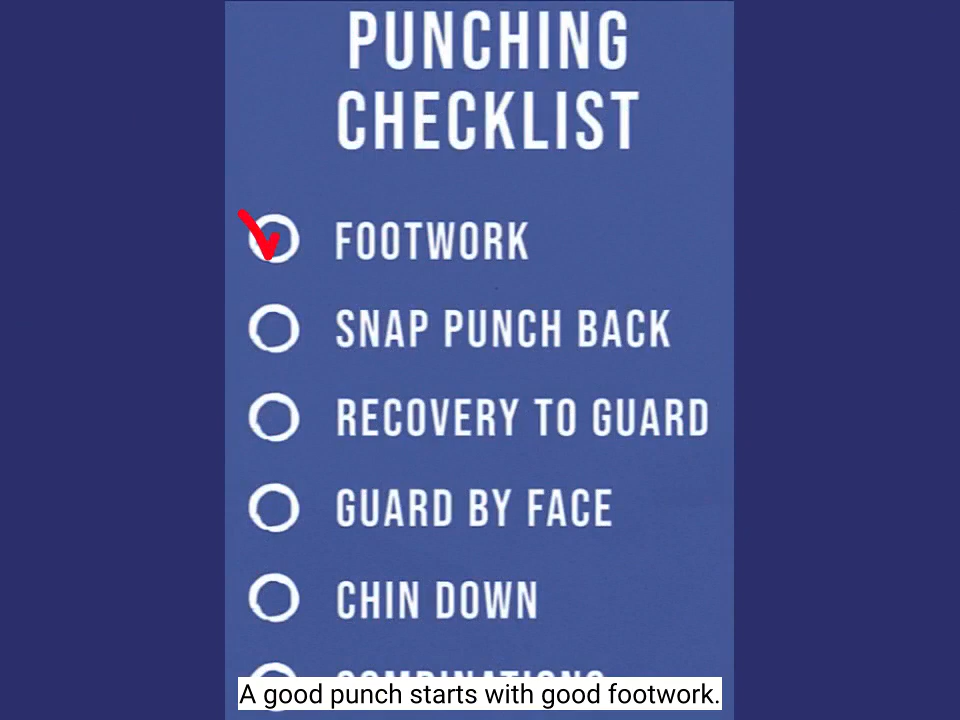 PUNCHING
CHECKLIST
FOOTWORK
SNAP PUNCH BACK
RECOVERY TO GUARD
GUARD BY FACE
CHIN DOWN
COMBINATIONS
A good punch starts with good footwork.